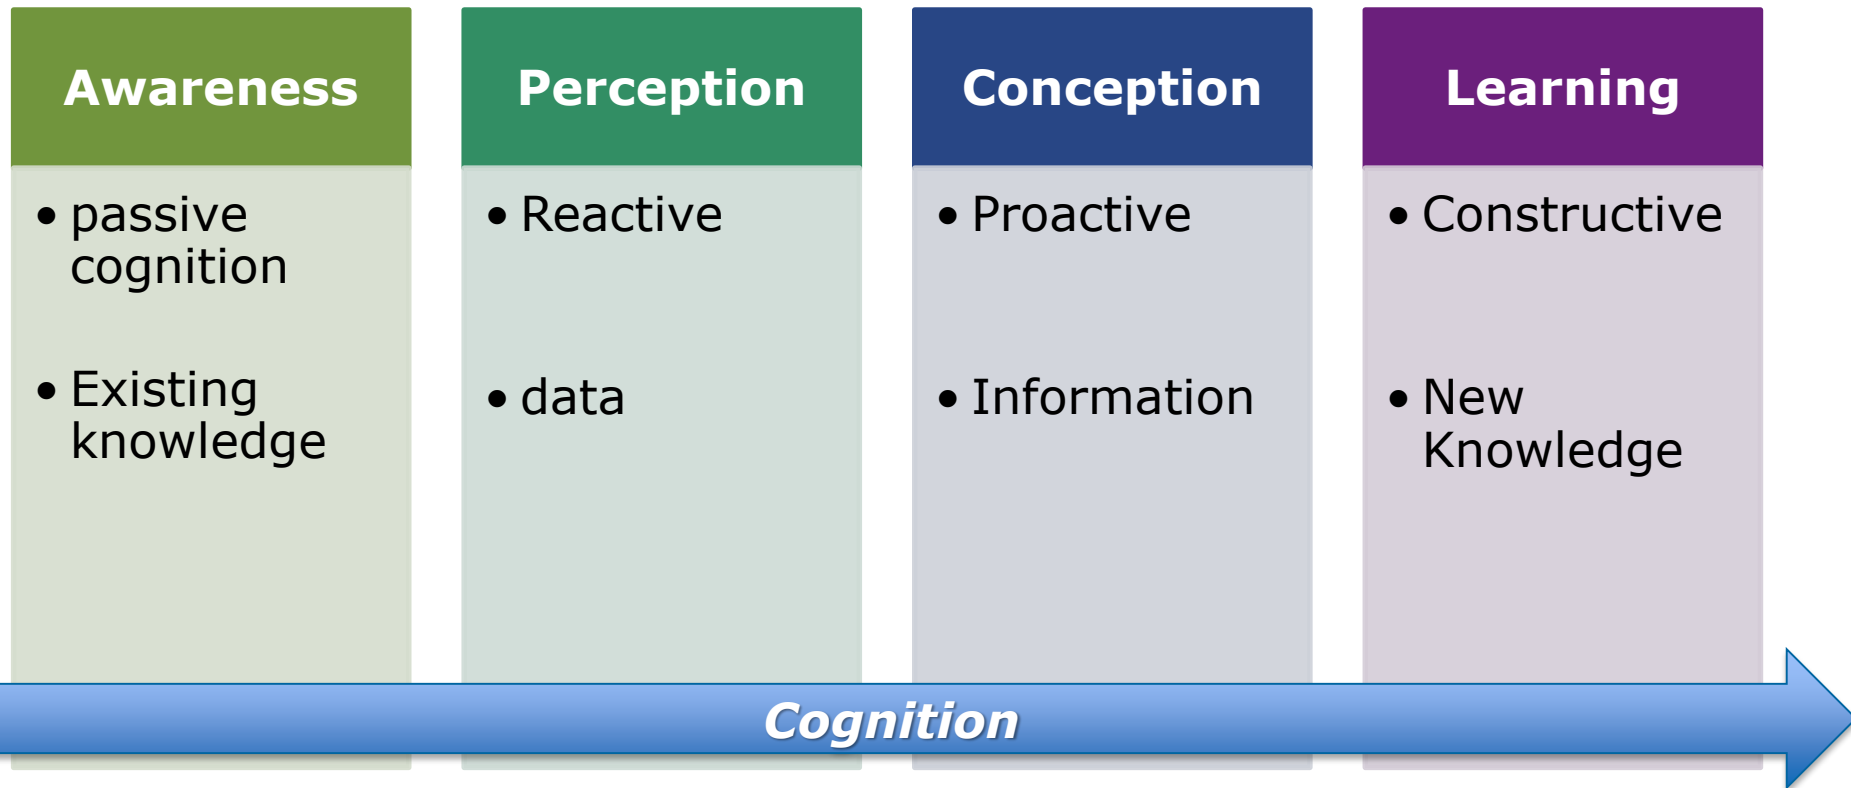 Awareness
• passive
cognition
• Existing
knowledge
Perception
• Reactive
• data
Conception
• Proactive
• Information
Learning
• Constructive
• New
Knowledge
Cognition